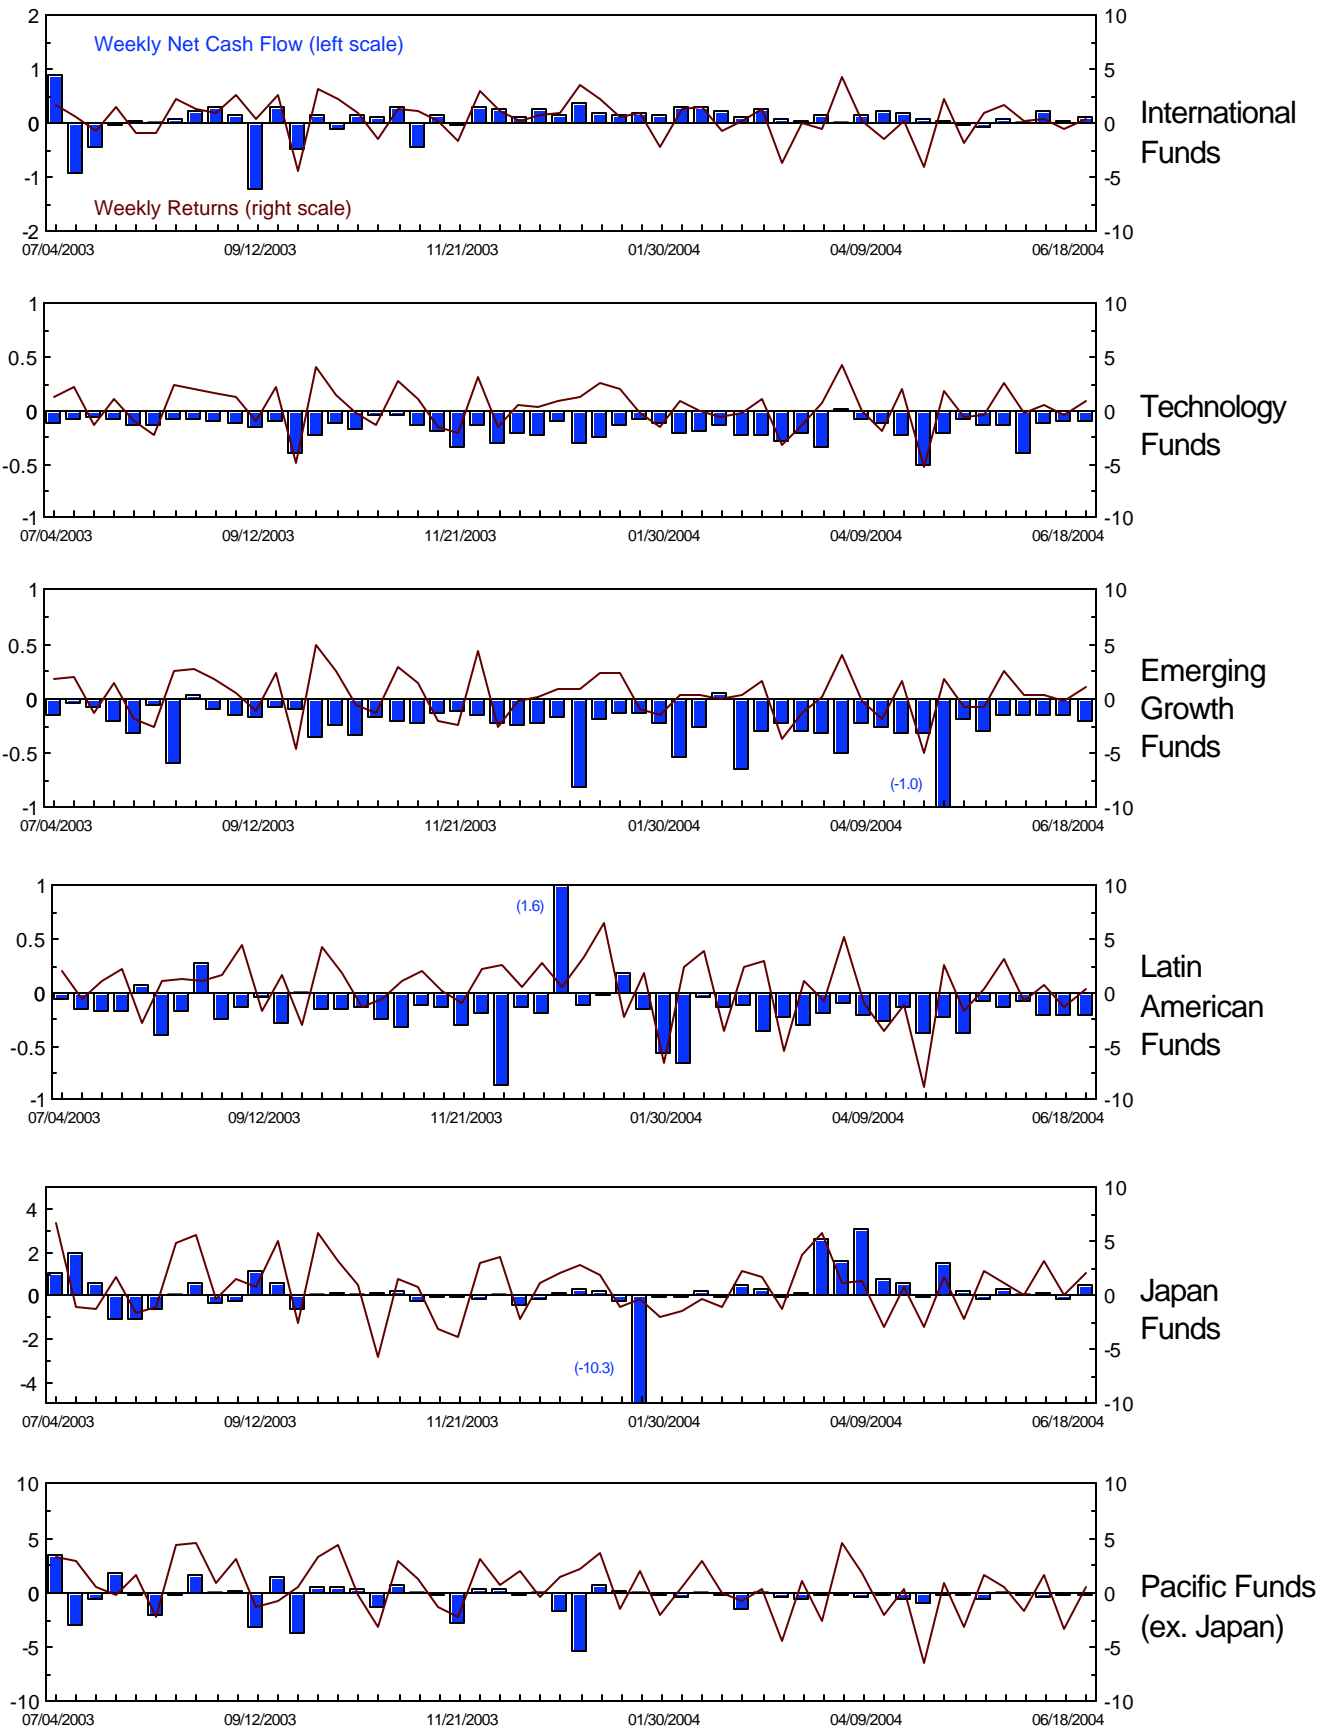 2
1
0
-1
-2
10
5
0
-5
-10
Weekly Net Cash Flow (left scale)
Weekly Returns (right scale)
07/04/2003 09/12/2003 11/21/2003 01/30/2004 04/09/2004 06/18/2004
International
Funds
1
0.5
0
-0.5
-1
10
5
0
-5
-10
07/04/2003 09/12/2003 11/21/2003 01/30/2004 04/09/2004 06/18/2004
Technology
Funds
1
0.5
0
-0.5
-1
10
5
0
-5
-10
(-1.0)
07/04/2003 09/12/2003 11/21/2003 01/30/2004 04/09/2004 06/18/2004
Emerging
Growth
Funds
1
0.5
0
-0.5
-1
10
5
0
-5
-10
(1.6)
07/04/2003 09/12/2003 11/21/2003 01/30/2004 04/09/2004 06/18/2004
Latin
American
Funds
4
2
0
-2
-4
10
5
0
-5
-10
(-10.3)
07/04/2003 09/12/2003 11/21/2003 01/30/2004 04/09/2004 06/18/2004
Japan
Funds
10
5
0
-5
-10
10
5
0
-5
-10
07/04/2003 09/12/2003 11/21/2003 01/30/2004 04/09/2004 06/18/2004
Pacific Funds
(ex. Japan)